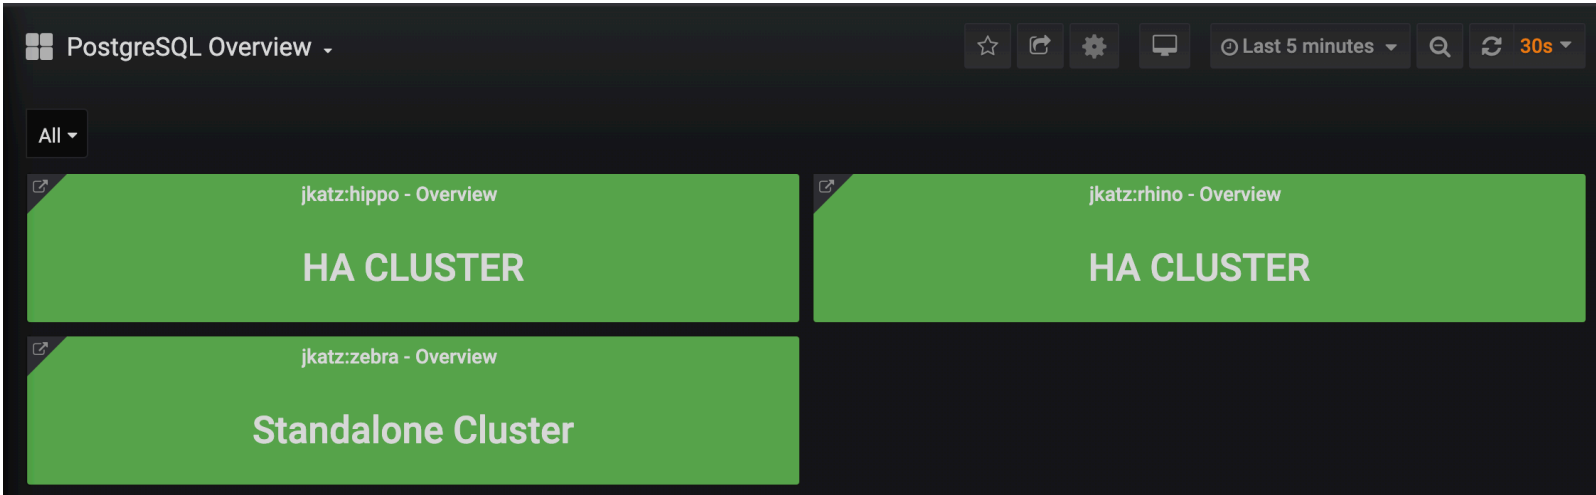 PostgreSQL Overview
Last 5 minutes
30s
All
jkatz:hippo - Overview
HA CLUSTER
jkatz:rhino - Overview
HA CLUSTER
jkatz:zebra - Overview
Standalone Cluster